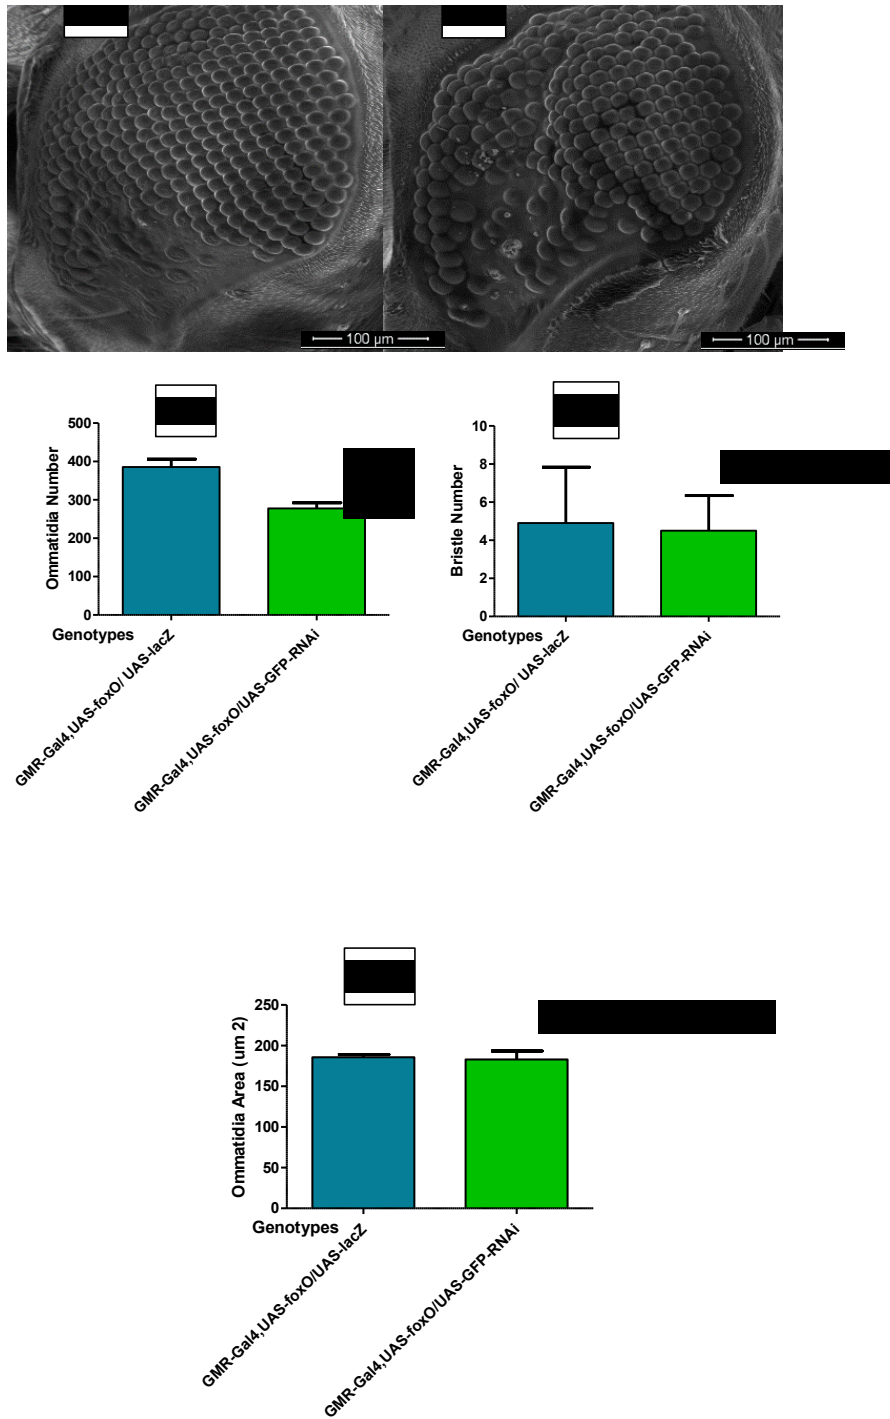 100 µm
100 µm
500
400
300
200
100
0
Ommatidia Number
Genotypes
GMR-Gal4,UAS-foxO/ UAS-lacZ
GMR-Gal4,UAS-foxO/UAS-GFP-RNAi
10
8
6
4
2
0
Bristle Number
Genotypes
GMR-Gal4,UAS-foxO/ UAS-lacZ
GMR-Gal4,UAS-foxO/UAS-GFP-RNAi
250
200
150
100
50
0
Ommatidia Area (um 2)
Genotypes
GMR-Gal4,UAS-foxO/UAS-lacZ
GMR-Gal4,UAS-foxO/UAS-GFP-RNAi